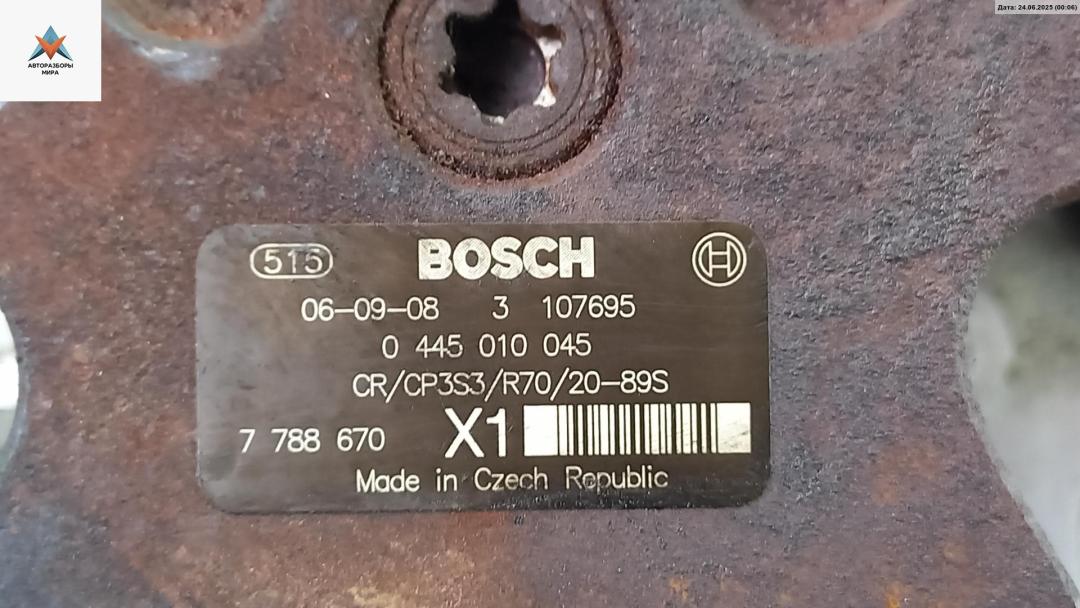 АВТОРАЗБОРЫ
МИРА
Дата: 24.06.2025 (00:06)
515 BOSCH
06-09-08 3 107695
0 445 010 045
CR/CP3S3/R70/20-89S
7 788 670 X1
Made in Czech Republic